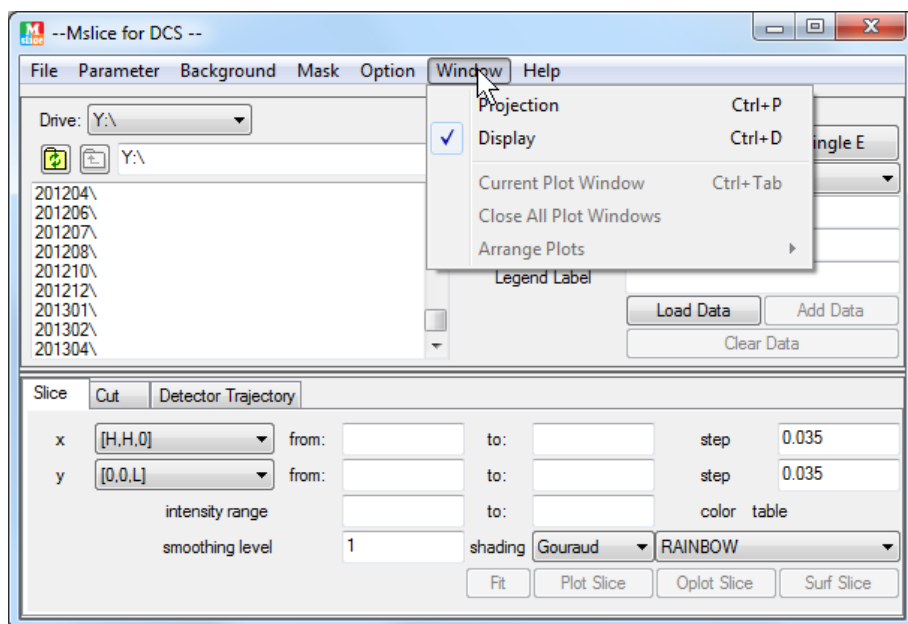 M slice --Mslice for DCS --
File Parameter Background Mask Option Window Help
Drive: Y:\
Y:\
Projection Ctrl+P
Display Ctrl+D
Current Plot Window Ctrl+Tab
Close All Plot Windows
Arrange Plots
ingle E
201204\
201206\
201207\
201208\
201210\
201212\
201301\
201302\
201304\
Legend Label
Load Data Add Data
Clear Data
Slice Cut Detector Trajectory
x [H,H,0] from: to: step 0.035
y [0,0,L] from: to: step 0.035
intensity range to: color table
smoothing level 1 shading Gouraud RAINBOW
Fit Plot Slice Oplot Slice Surf Slice